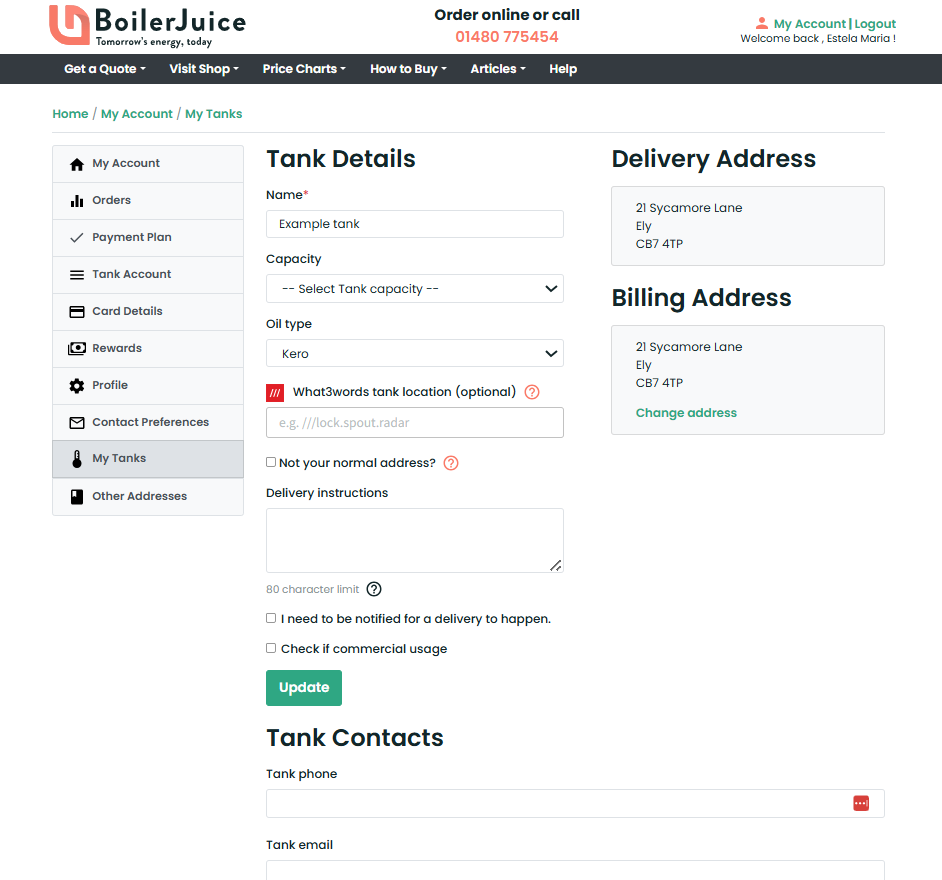 BoilerJuice
Tomorrow's energy, today
Order online or call
01480 775454
My Account | Logout
Welcome back , Estela Maria !
Get a Quote
Visit Shop
Price Charts
How to Buy
Articles
Help
Home / My Account / My Tanks
My Account
Orders
Payment Plan
Tank Account
Card Details
Rewards
Profile
Contact Preferences
My Tanks
Other Addresses
Tank Details
Name*
Example tank
Capacity
-- Select Tank capacity --
Oil type
Kero
/// What3words tank location (optional) ?
e.g. ///lock.spout.radar
Not your normal address? ?
Delivery instructions
80 character limit ?
I need to be notified for a delivery to happen.
Check if commercial usage
Update
Delivery Address
21 Sycamore Lane
Ely
CB7 4TP
Billing Address
21 Sycamore Lane
Ely
CB7 4TP
Change address
Tank Contacts
Tank phone
Tank email